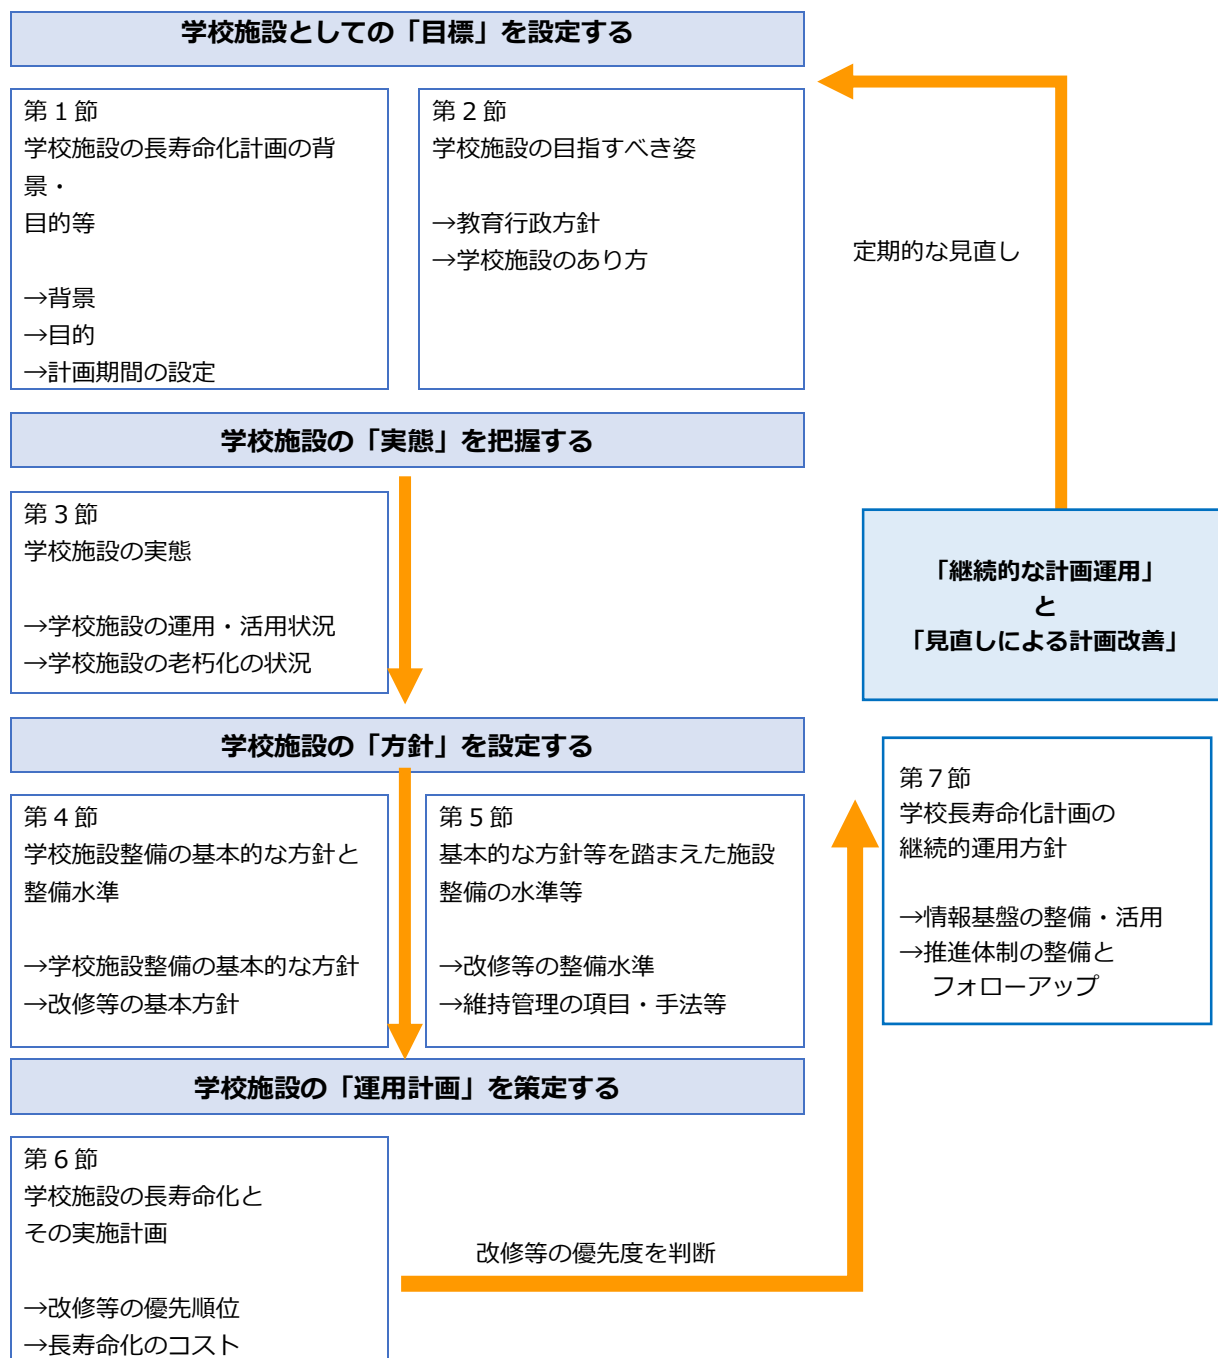 学校施設としての「目標」を設定する
第１節
学校施設の長寿命化計画の背
景・
目的等
→背景
→目的
→計画期間の設定
第２節
学校施設の目指すべき姿
→教育行政方針
→学校施設のあり方
定期的な見直し
学校施設の「実態」を把握する
第３節
学校施設の実態
→学校施設の運用・活用状況
→学校施設の老朽化の状況
「継続的な計画運用」
と
「見直しによる計画改善」
学校施設の「方針」を設定する
第４節
学校施設整備の基本的な方針と
整備水準
→学校施設整備の基本的な方針
→改修等の基本方針
第５節
基本的な方針等を踏まえた施設
整備の水準等
→改修等の整備水準
→維持管理の項目・手法等
第７節
学校長寿命化計画の
継続的運用方針
→情報基盤の整備・活用
→推進体制の整備と
フォローアップ
学校施設の「運用計画」を策定する
第６節
学校施設の長寿命化と
その実施計画
→改修等の優先順位
→長寿命化のコスト
改修等の優先度を判断